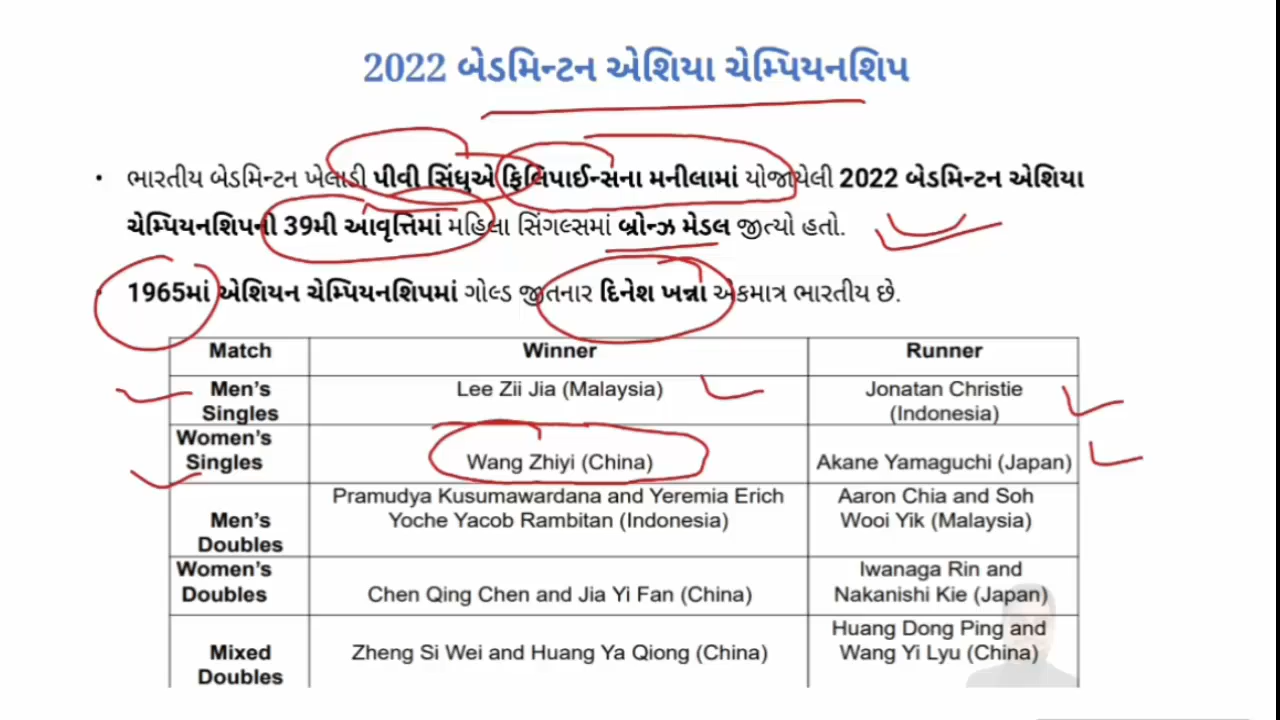 2022 બેડમિન્ટન એશિયા ચેમ્પિયનશિપ
• ભારતીય બેડમિન્ટન ખેલાડી પીવી સિંધુએ ફિલિપાઈન્સના મનીલામાં યોજાયેલી 2022 બેડમિન્ટન એશિયા
ચેમ્પિયનશિપની 39મી આવૃત્તિમાં મહિલા સિંગલ્સમાં બ્રોન્ઝ મેડલ જીત્યો હતો.
• 1965માં એશિયન ચેમ્પિયનશિપમાં ગોલ્ડ જીતનાર દિનેશ ખન્ના એકમાત્ર ભારતીય છે.
Match Winner Runner
Men's Lee Zii Jia (Malaysia) Jonatan Christie
Singles (Indonesia)
Women's
Singles Wang Zhiyi (China) Akane Yamaguchi (Japan)
Pramudya Kusumawardana and Yeremia Erich Aaron Chia and Soh
Men's Yoche Yacob Rambitan (Indonesia) Wooi Yik (Malaysia)
Doubles
Women's Iwanaga Rin and
Doubles Chen Qing Chen and Jia Yi Fan (China) Nakanishi Kie (Japan)
Huang Dong Ping and
Mixed Zheng Si Wei and Huang Ya Qiong (China) Wang Yi Lyu (China)
Doubles